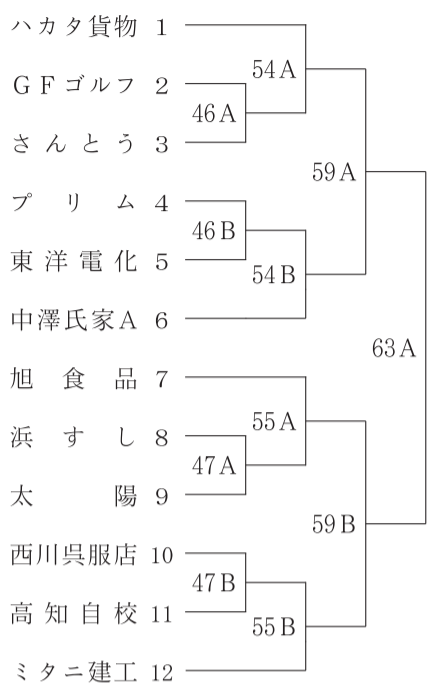 ハカタ貨物 1
GFゴルフ 2
さんとう 3
プリム 4
東洋電化 5
中澤氏家A 6
旭食品 7
浜すし 8
太陽 9
西川呉服店 10
高知自校 11
ミタニ建工 12
46A
46B
47A
47B
54A
54B
55A
55B
59A
59B
63A